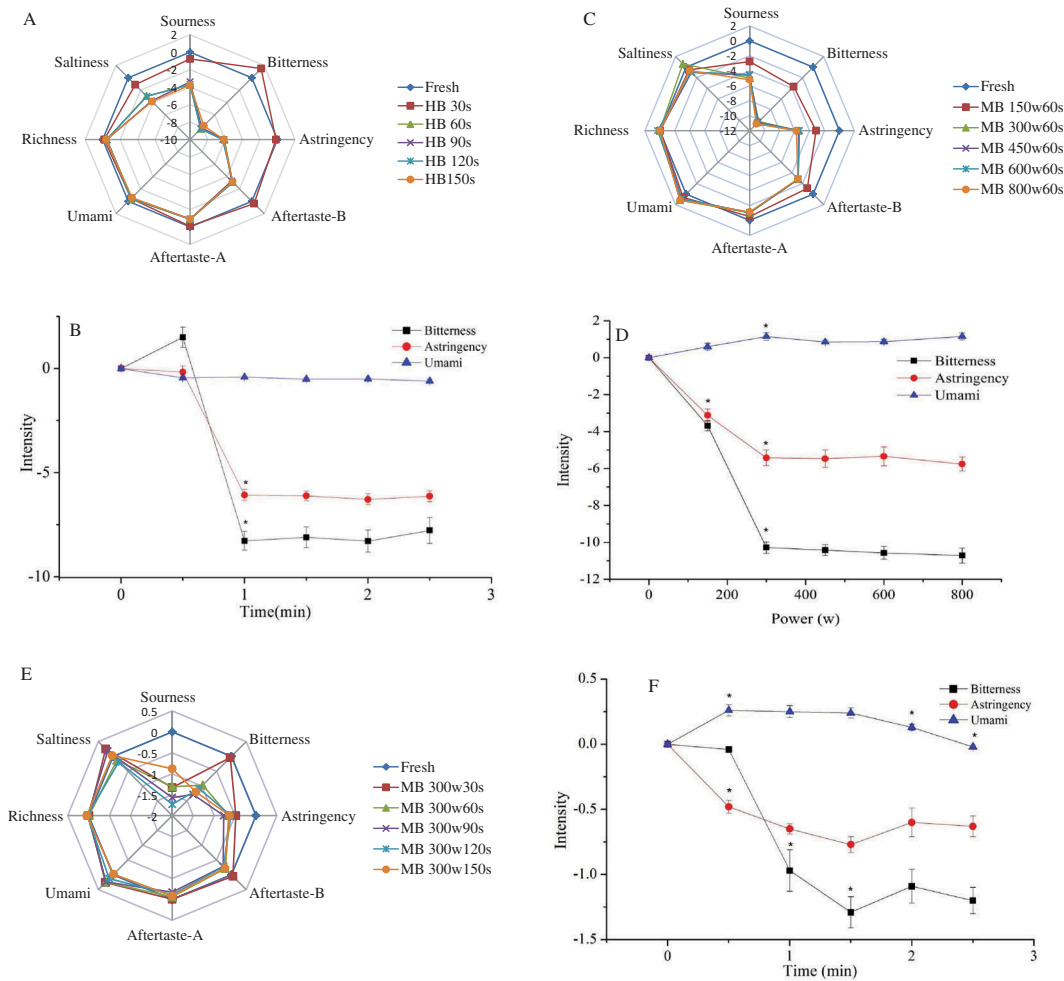 A
Sourness
2
0
-2
-4
-6
-8
-10
Bitterness
Astringency
Aftertaste-B
Aftertaste-A
Umami
Richness
Saltiness
Fresh
HB 30s
HB 60s
HB 90s
HB 120s
HB150s
C
Sourness
2
0
-2
-4
-6
-8
-10
-12
Bitterness
Astringency
Aftertaste-B
Aftertaste-A
Umami
Richness
Saltiness
Fresh
MB 150w60s
MB 300w60s
MB 450w60s
MB 600w60s
MB 800w60s
B
Bitterness
Astringency
Umami
Intensity
0
-5
-10
* *
0 1 2 3
Time(min)
D
Bitterness
Astringency
Umami
Intensity
2
0
-2
-4
-6
-8
-10
-12
* * * *
0 200 400 600 800
Power (w)
E
Sourness
0.5
0
-0.5
-1
-1.5
-2
Bitterness
Astringency
Aftertaste-B
Aftertaste-A
Umami
Richness
Saltiness
Fresh
MB 300w30s
MB 300w60s
MB 300w90s
MB 300w120s
MB 300w150s
F
Bitterness
Astringency
Umami
Intensity
0.5
0.0
-0.5
-1.0
-1.5
* * * * * *
0 1 2 3
Time (min)